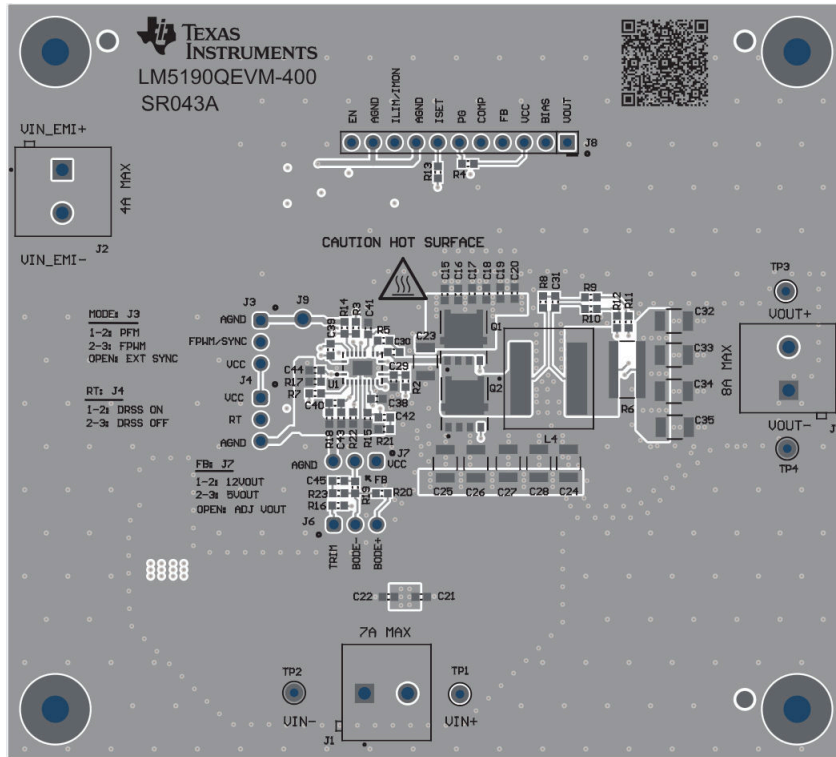 TEXAS
INSTRUMENTS
LM5190QEVM-400
SR043A
EN
AGND
ILIM/IMON
AGND
ISET
PG
COMP
FB
VCC
BIAS
VOUT
J8
R13
R4
VIN_EMI+
4A MAX
J2
VIN_EMI-
CAUTION HOT SURFACE
C15
C16
C17
C18
C19
C20
R8
C31
R9
R10
R12
R11
TP3
VOUT+
C32
C33
C34
C35
8A MAX
J
VOUT-
TP4
MODE: J3
1-2: PFM
2-3: FPWM
OPEN: EXT SYNC
RT: J4
1-2: DRSS ON
2-3: DRSS OFF
J3
J9
AGND
FPWM/SYNC
VCC
J4
VCC
RT
AGND
R14
R3
C41
C39
R5
C30
C23
Q1
C29
R2
Q2
C44
R17
R7
U1
C40
C38
C42
R21
R18
C43
R22
R15
R6
L4
FB: J7
1-2: 12VOUT
2-3: 5VOUT
OPEN: ADJ VOUT
AGND
J7
VCC
C45
R23
R16
R19
FB
R20
J6
TRIM
BODE-
BODE+
C25
C26
C27
C28
C24
C22
C21
7A MAX
TP2
TP1
VIN-
VIN+
J1